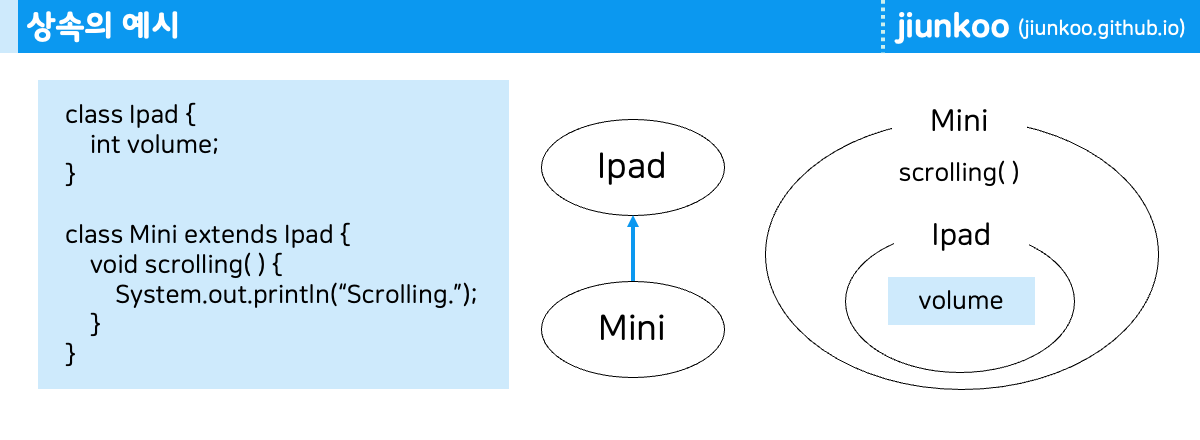 상속의 예시
jiunkoo (jiunkoo.github.io)
class Ipad {
int volume;
}
class Mini extends Ipad {
void scrolling( ) {
System.out.println(“Scrolling.”);
}
}
Ipad
Mini
Mini
scrolling( )
Ipad
volume